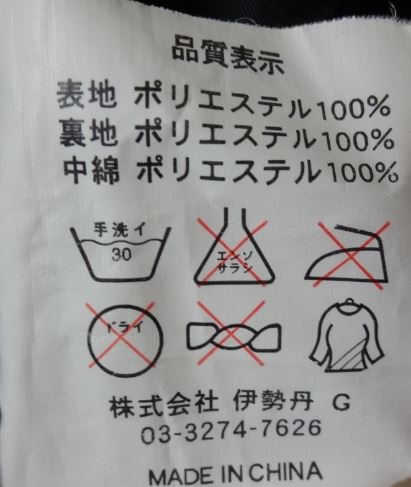 品質表示
表地 ポリエステル100%
裏地 ポリエステル100%
中綿 ポリエステル100%
手洗イ
30
エンソ
サラシ
ドライ
株式会社 伊勢丹 G
03-3274-7626
MADE IN CHINA